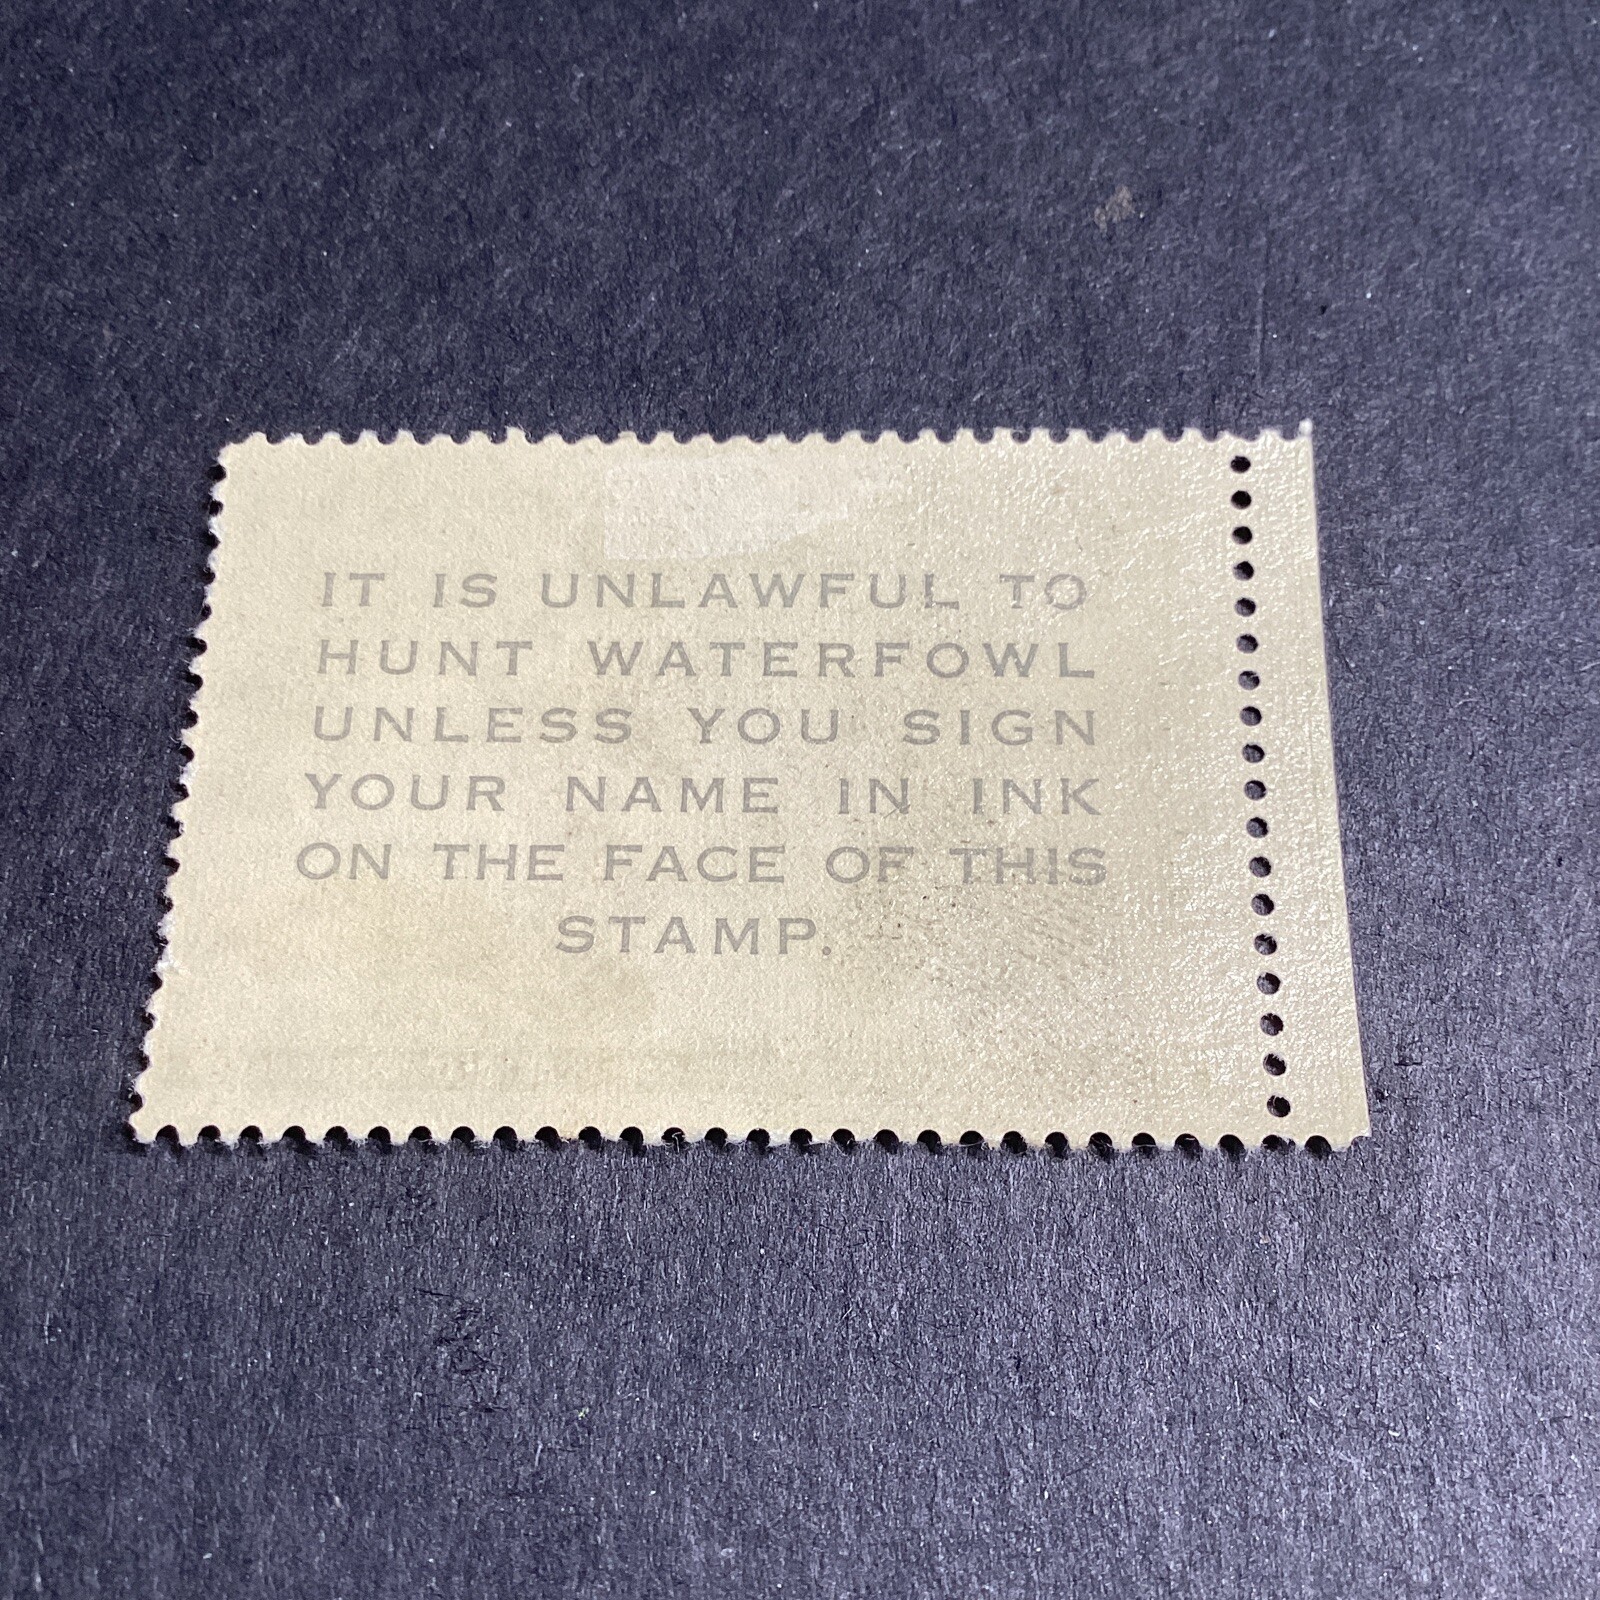 IT IS UNLAWFUL TO
HUNT WATERFOWL
UNLESS YOU SIGN
YOUR NAME IN INK
ON THE FACE OF THIS
STAMP.